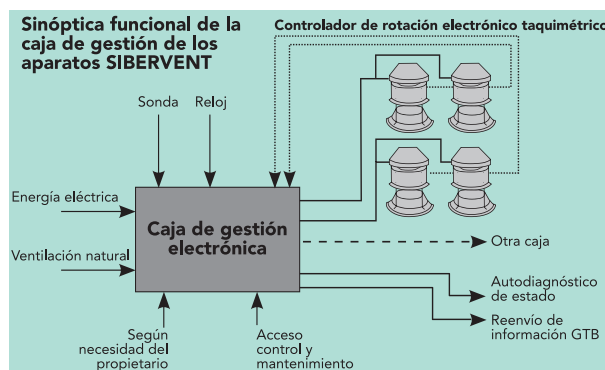 Sinóptica funcional de la
caja de gestión de los
aparatos SIBERVENT
Controlador de rotación electrónico taquimétrico
Sonda
Reloj
Energía eléctrica
Ventilación natural
Caja de gestión
electrónica
Otra caja
Autodiagnóstico
de estado
Reenvío de
información GTB
Según
necesidad del
propietario
Acceso
control y
mantenimiento